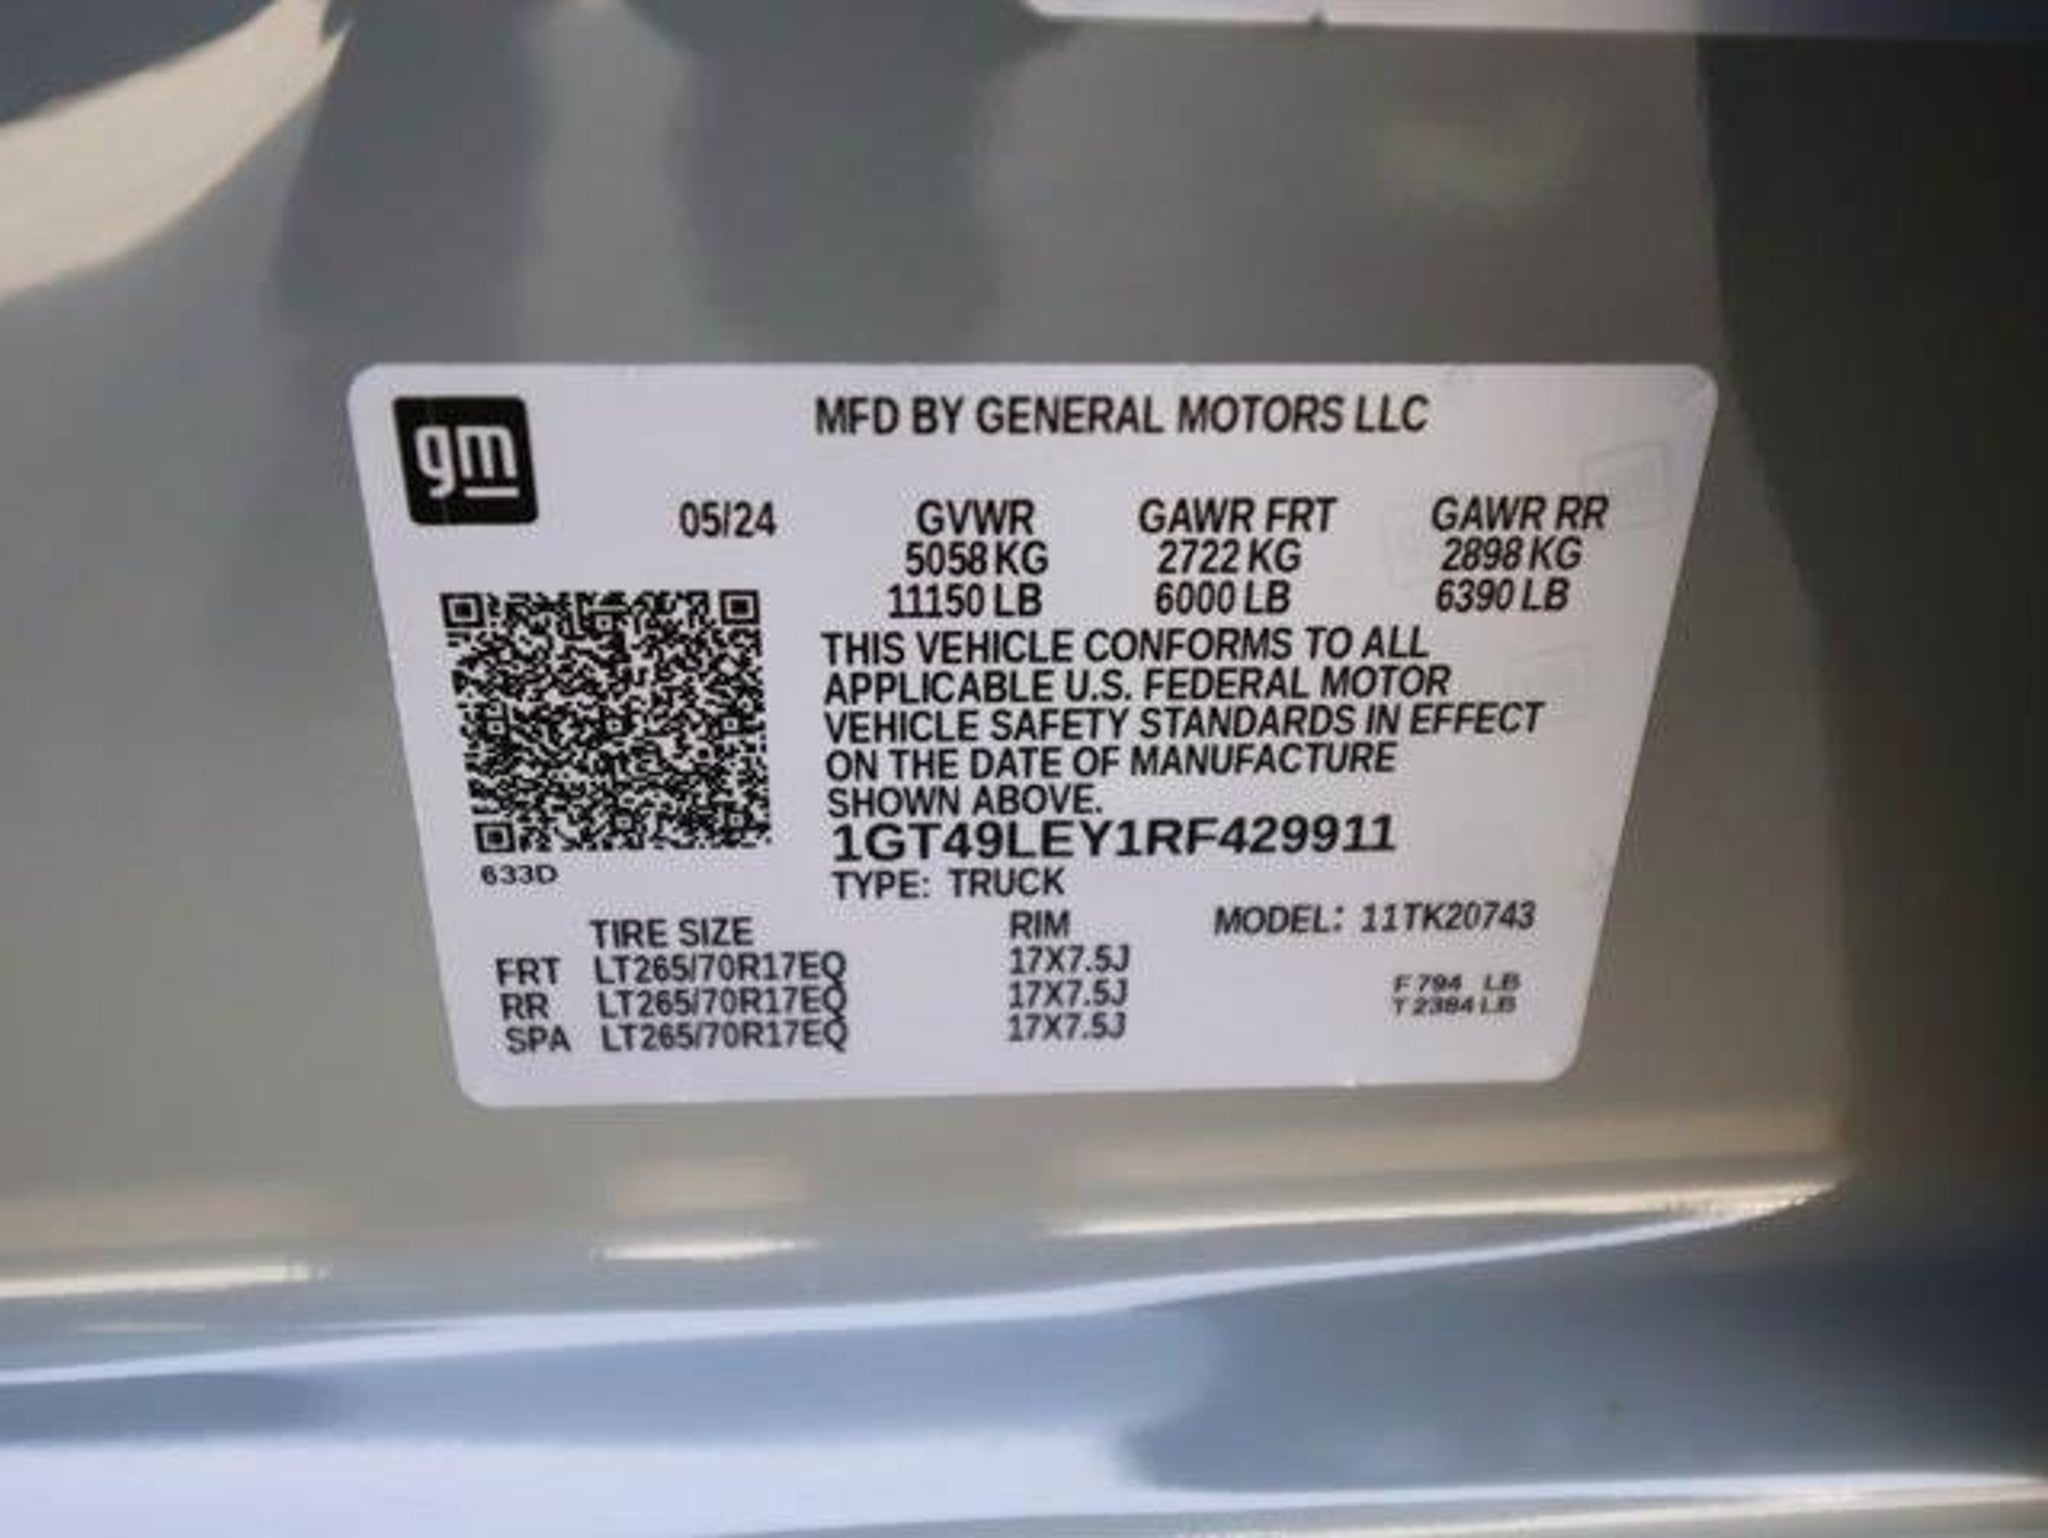 gm
MFD BY GENERAL MOTORS LLC
05/24 GVWR GAWR FRT GAWR RR
5058 KG 2722 KG 2898 KG
11150 LB 6000 LB 6390 LB
THIS VEHICLE CONFORMS TO ALL
APPLICABLE U.S. FEDERAL MOTOR
VEHICLE SAFETY STANDARDS IN EFFECT
ON THE DATE OF MANUFACTURE
SHOWN ABOVE.
1GT49LEY1RF429911
633D
TYPE: TRUCK
TIRE SIZE RIM MODEL: 11TK20743
FRT LT265/70R17EQ 17X7.5J
RR LT265/70R17EQ 17X7.5J
SPA LT265/70R17EQ 17X7.5J
F 794 LB
T 2384 LB